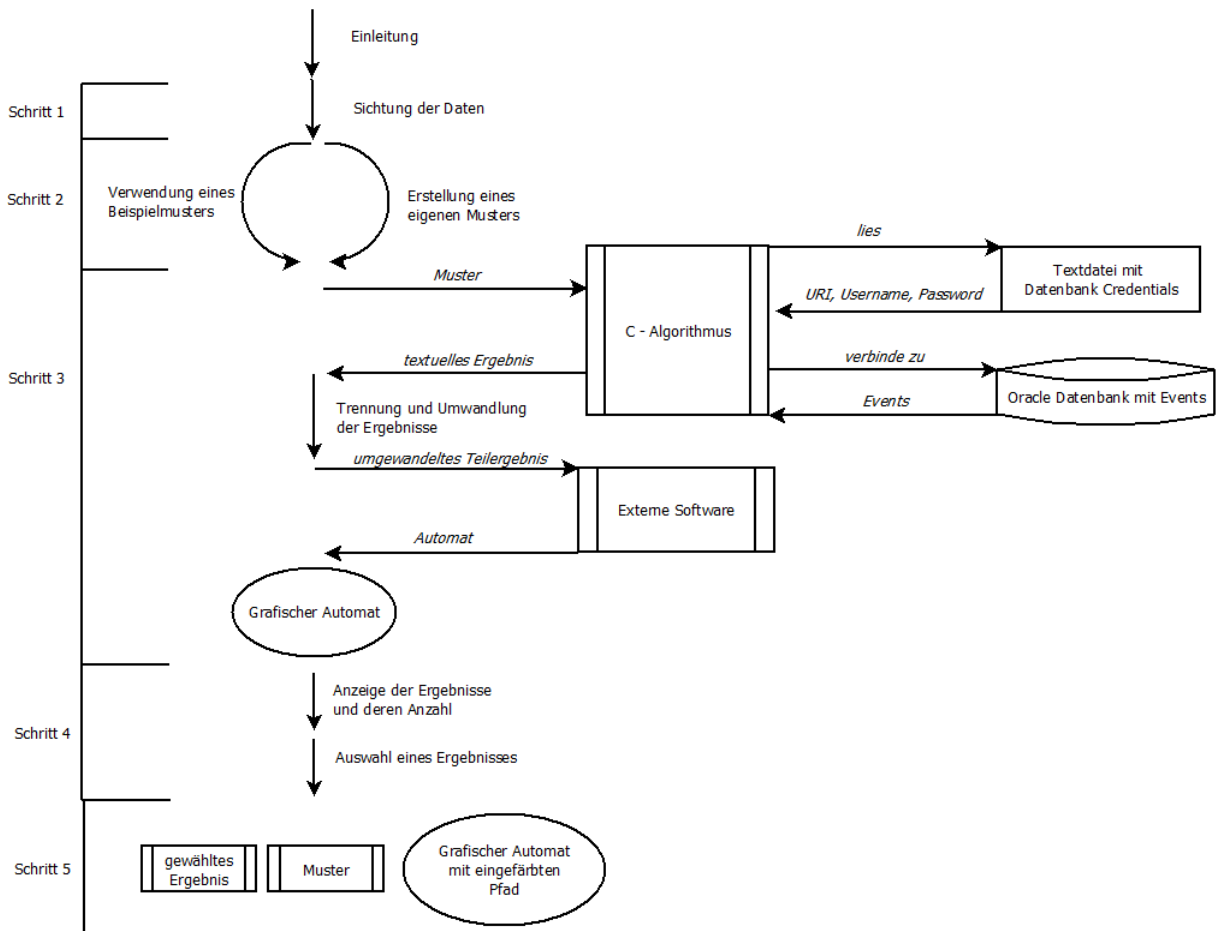 Einleitung
Schritt 1
Sichtung der Daten
Schritt 2
Verwendung eines
Beispielmusters
Erstellung eines
eigenen Musters
Muster
C - Algorithmus
lies
Textdatei mit
Datenbank Credentials
URI, Username, Password
Schritt 3
textuelles Ergebnis
verbinde zu
Oracle Datenbank mit Events
Events
Trennung und Umwandlung
der Ergebnisse
umgewandeltes Teilergebnis
Externe Software
Automat
Grafischer Automat
Schritt 4
Anzeige der Ergebnisse
und deren Anzahl
Auswahl eines Ergebnisses
Schritt 5
gewähltes
Ergebnis
Muster
Grafischer Automat
mit eingefärbten
Pfad